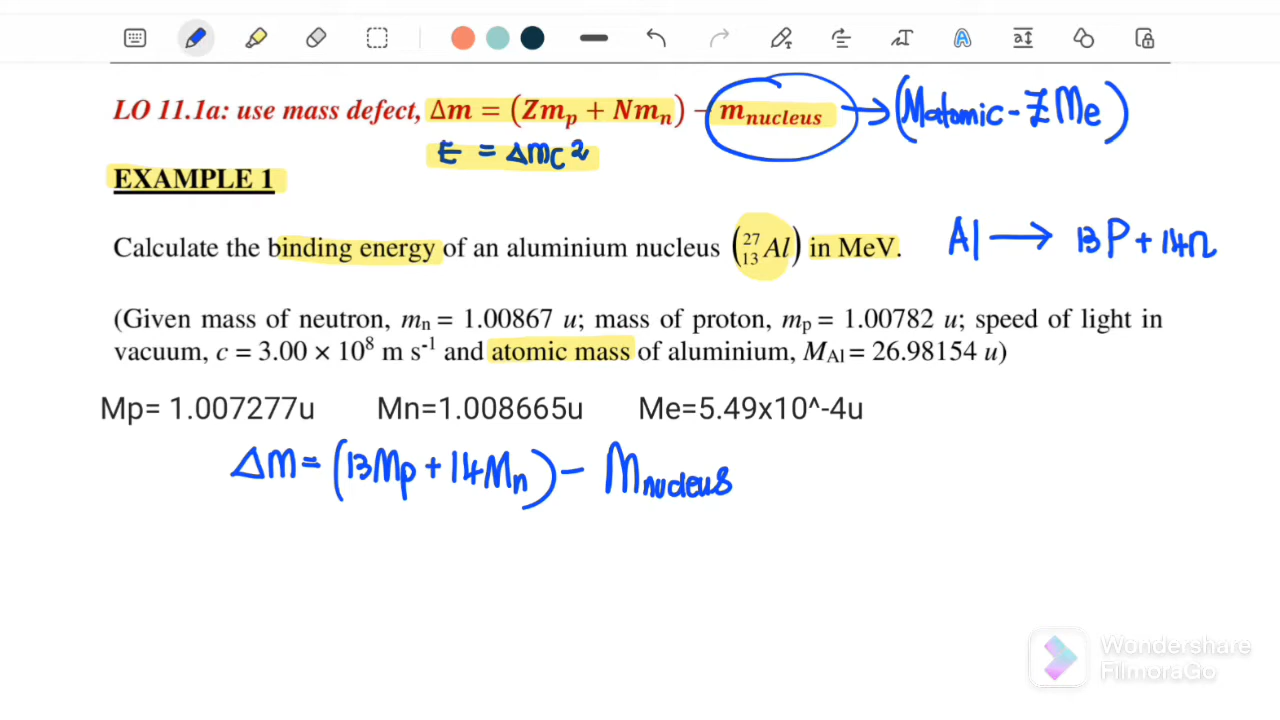 LO 11.1a: use mass defect, Δm = (Zmₚ + Nmₙ) − m_nucleus → (Matomic - ZMe)
E = Δmc²
EXAMPLE 1
Calculate the binding energy of an aluminium nucleus (²⁷₁₃Al) in MeV. Al → 13P + 14n
(Given mass of neutron, mₙ = 1.00867 u; mass of proton, mₚ = 1.00782 u; speed of light in
vacuum, c = 3.00 × 10⁸ m s⁻¹ and atomic mass of aluminium, M_Al = 26.98154 u)
Mp= 1.007277u Mn=1.008665u Me=5.49x10^-4u
ΔM = (13Mp + 14Mn) − Mnucleus
Wondershare
FilmoraGo